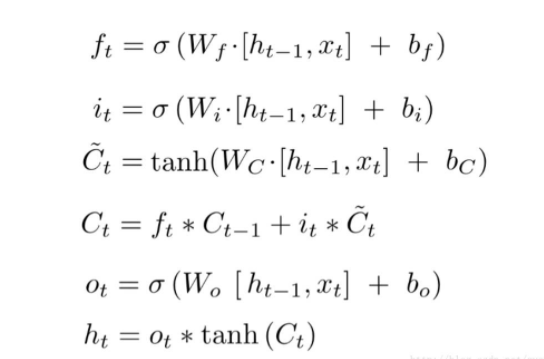 f_t = σ (W_f·[h_{t−1}, x_t] + b_f)
i_t = σ (W_i·[h_{t−1}, x_t] + b_i)
C̃_t = tanh(W_C·[h_{t−1}, x_t] + b_C)
C_t = f_t * C_{t−1} + i_t * C̃_t
o_t = σ (W_o [h_{t−1}, x_t] + b_o)
h_t = o_t * tanh (C_t)